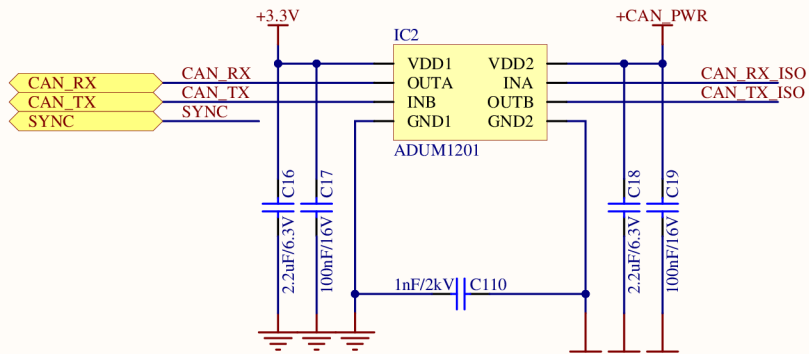 +3.3V
+CAN_PWR
IC2
CAN_RX
CAN_RX
VDD1
VDD2
OUTA
INA
CAN_RX_ISO
CAN_TX
CAN_TX
INB
OUTB
CAN_TX_ISO
SYNC
SYNC
GND1
GND2
ADUM1201
C16
2.2uF/6.3V
C17
100nF/16V
C18
2.2uF/6.3V
C19
100nF/16V
1nF/2kV
C110